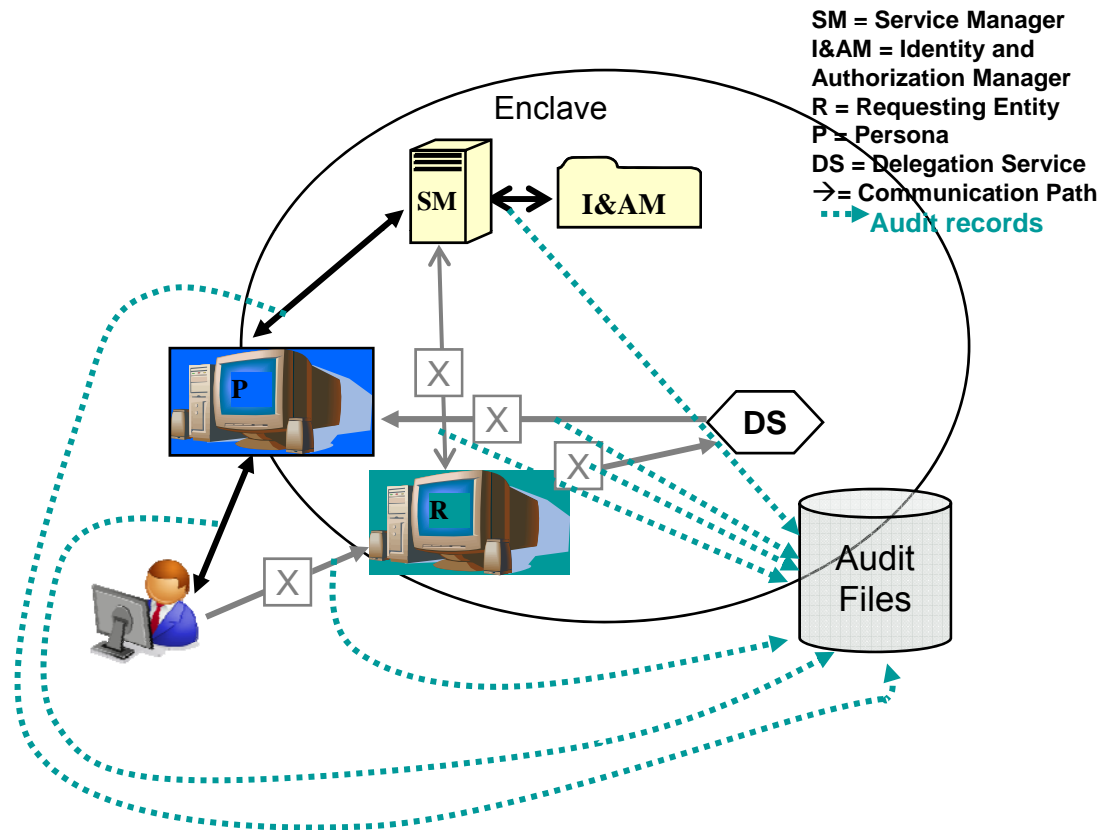 SM = Service Manager
I&AM = Identity and
Authorization Manager
R = Requesting Entity
P = Persona
DS = Delegation Service
→= Communication Path
Audit records
Enclave
SM
I&AM
P
X
X
DS
X
R
X
Audit
Files